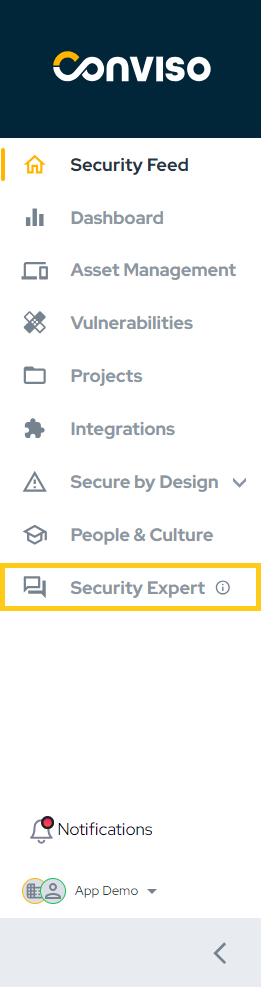 Conviso
Security Feed
Dashboard
Asset Management
Vulnerabilities
Projects
Integrations
Secure by Design
People & Culture
Security Expert
Notifications
App Demo